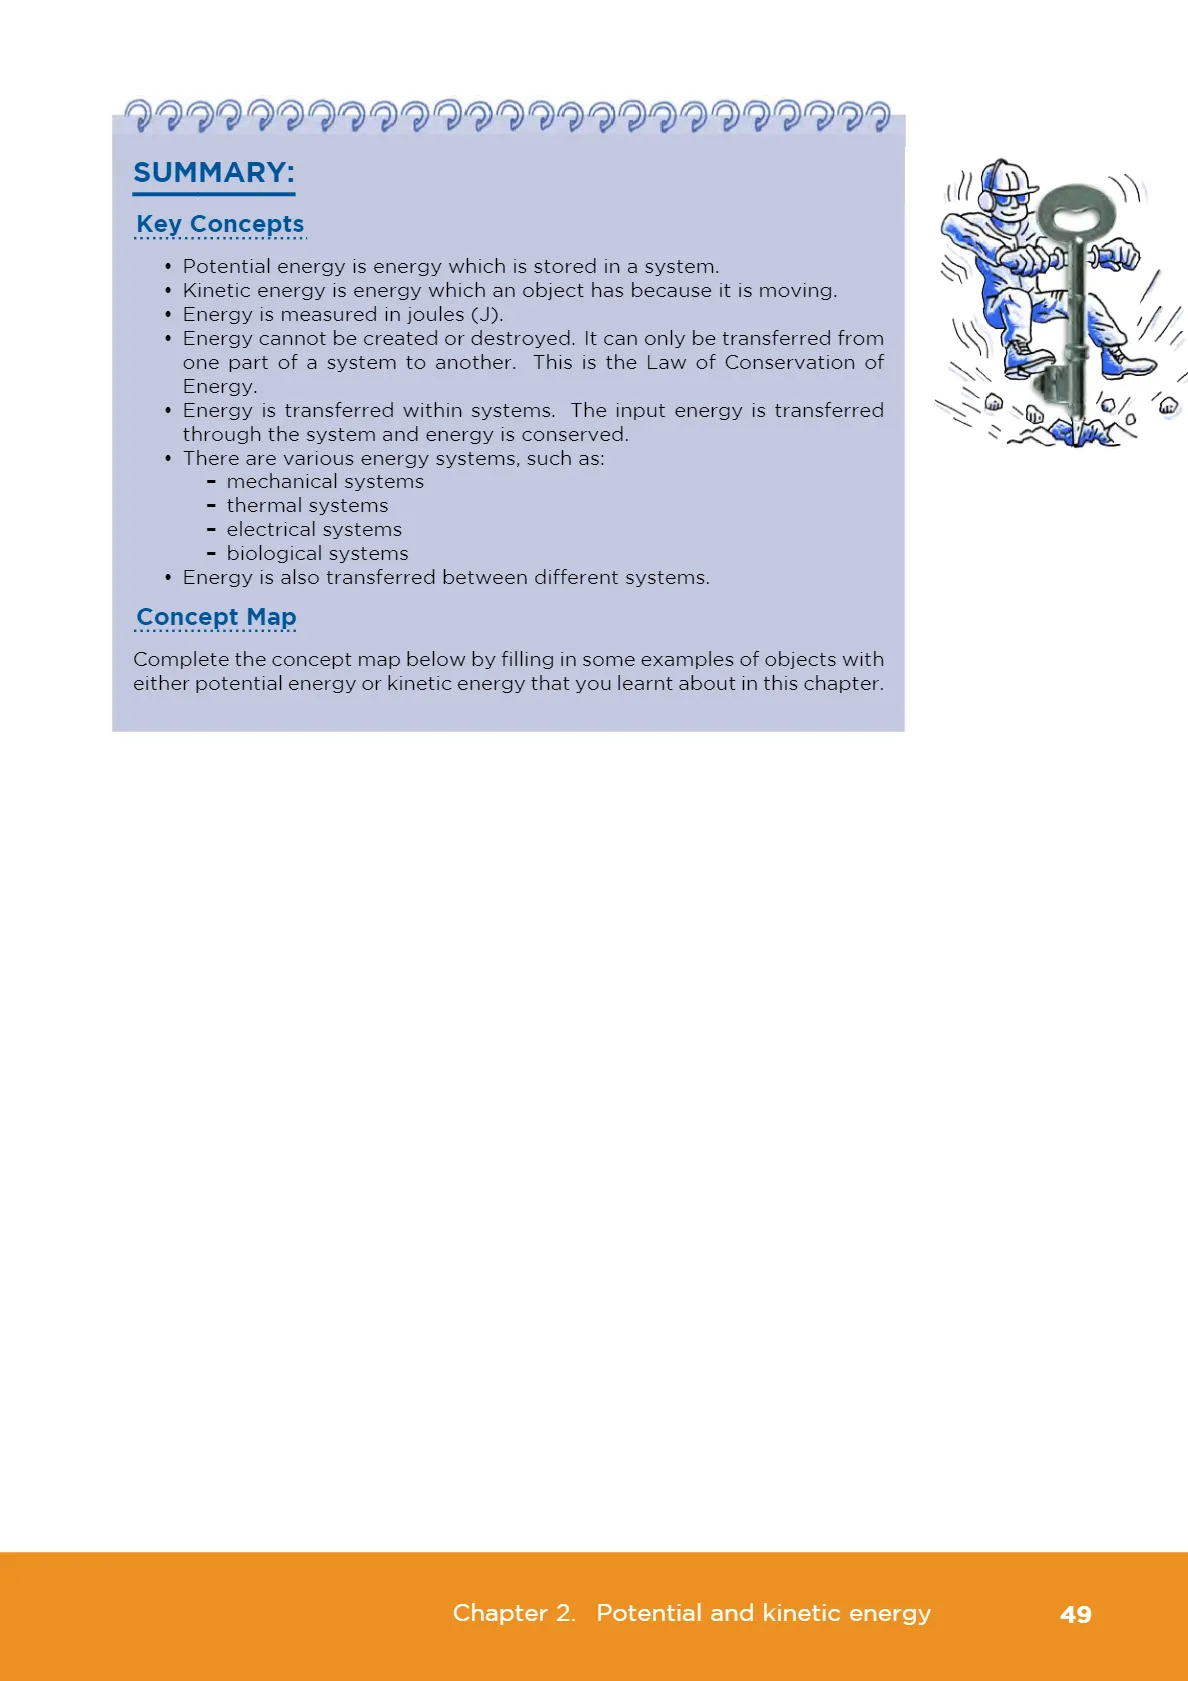 SUMMARY:
Key Concepts
• Potential energy is energy which is stored in a system.
• Kinetic energy is energy which an object has because it is moving.
• Energy is measured in joules (J).
• Energy cannot be created or destroyed. It can only be transferred from
one part of a system to another. This is the Law of Conservation of
Energy.
• Energy is transferred within systems. The input energy is transferred
through the system and energy is conserved.
• There are various energy systems, such as:
– mechanical systems
– thermal systems
– electrical systems
– biological systems
• Energy is also transferred between different systems.
Concept Map
Complete the concept map below by filling in some examples of objects with
either potential energy or kinetic energy that you learnt about in this chapter.
Chapter 2. Potential and kinetic energy 49